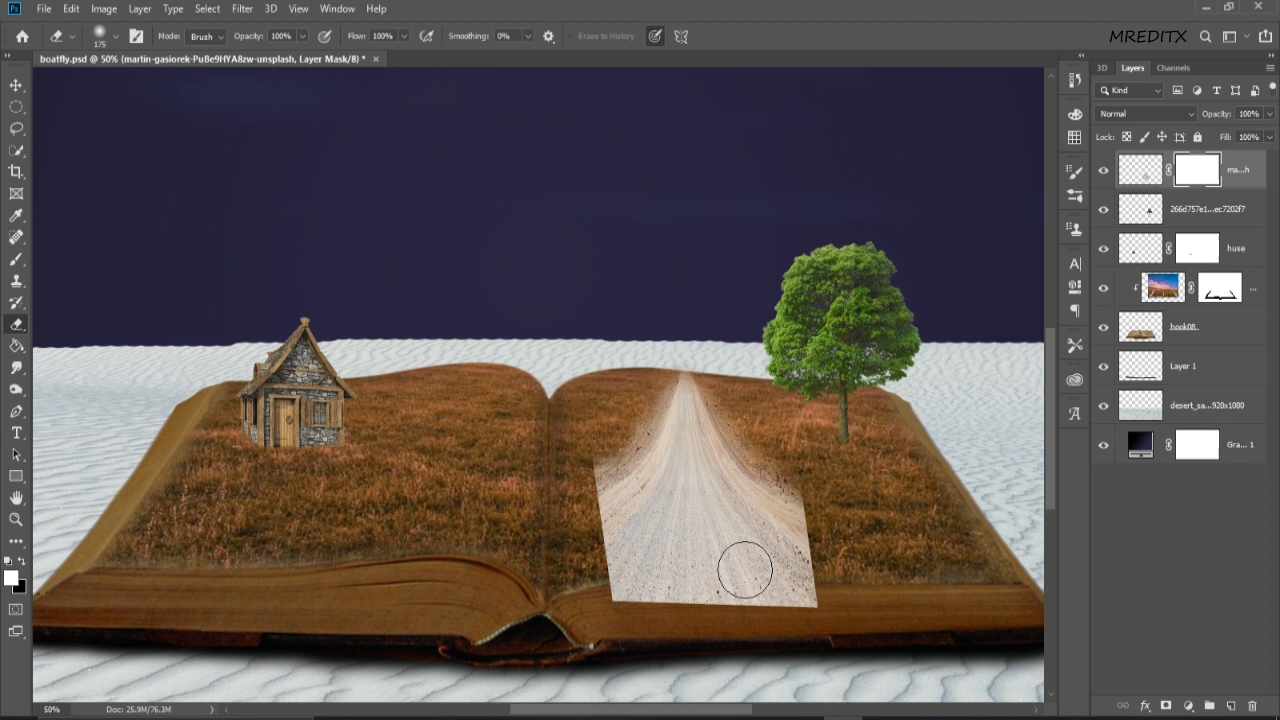 Ps File Edit Image Layer Type Select Filter 3D View Window Help
175 Mode: Brush Opacity: 100% Flow: 100% Smoothing: 0% Erase to History MREDITX
boatfly.psd @ 50% (martin-gasiorek-PuBe9HYA8zw-unsplash, Layer Mask/8) *
3D Layers Channels
Kind
Normal Opacity: 100%
Lock: Fill: 100%
ma...h
266d757e1...ec7202f7
huse
...
book08..
Layer 1
desert_sa...920x1080
Gra... 1
50% Doc: 25.9M/76.3M